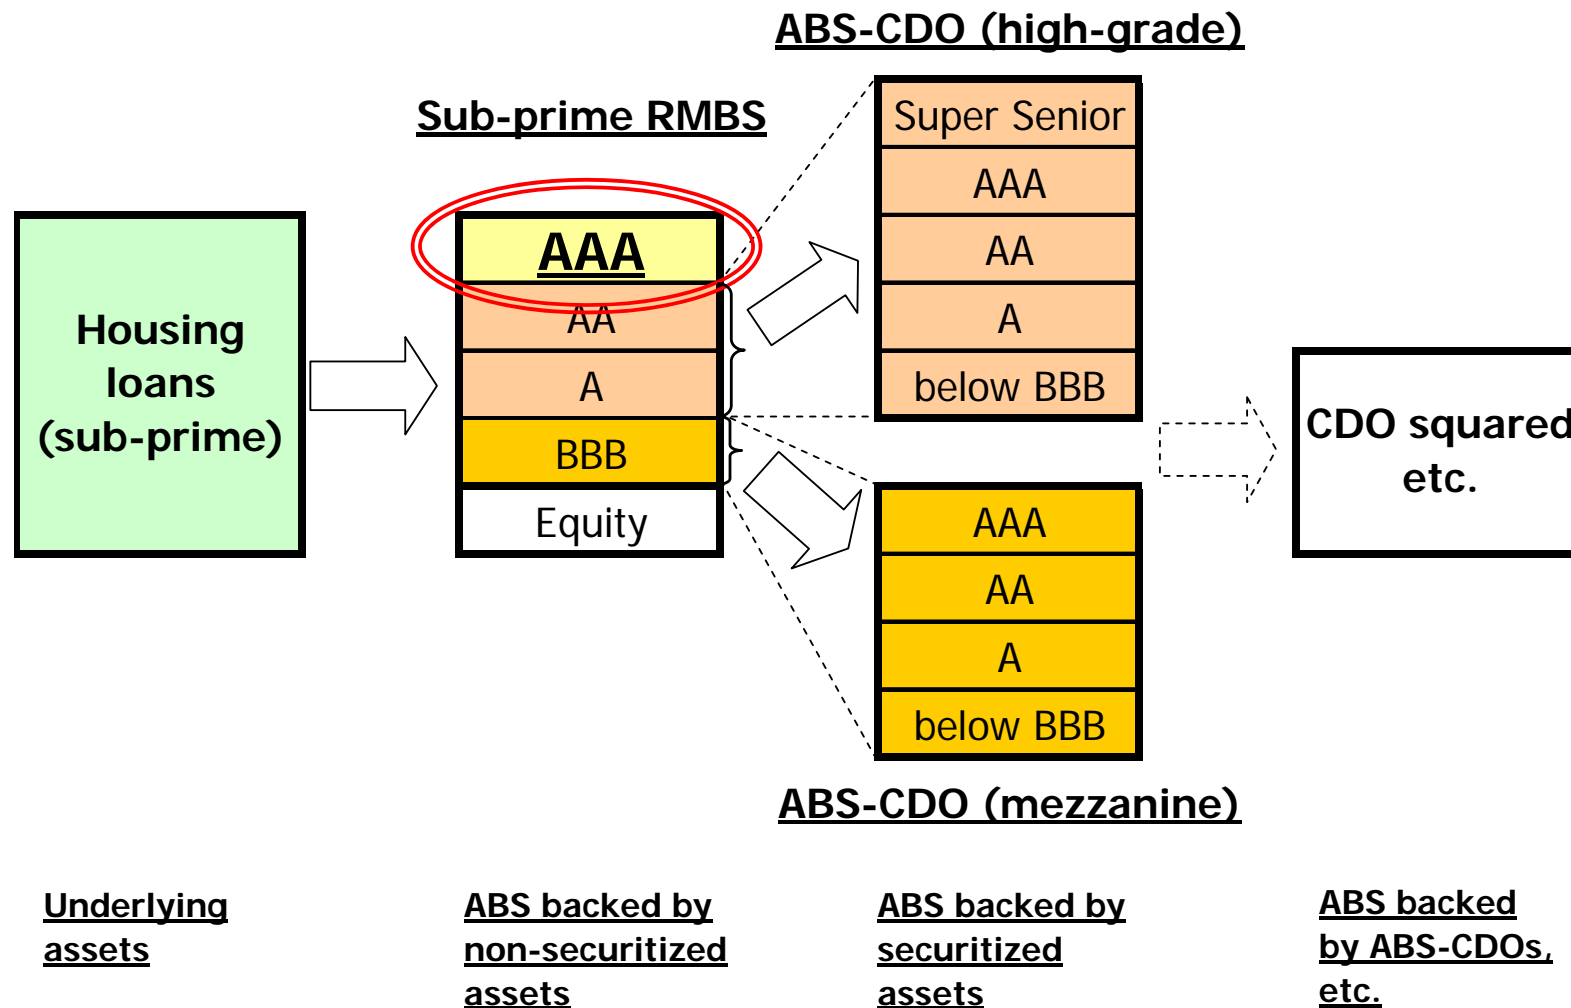 ABS-CDO (high-grade)
Sub-prime RMBS
Housing
loans
(sub-prime)
AAA
AA
A
BBB
Equity
Super Senior
AAA
AA
A
below BBB
AAA
AA
A
below BBB
ABS-CDO (mezzanine)
CDO squared
etc.
Underlying
assets
ABS backed by
non-securitized
assets
ABS backed by
securitized
assets
ABS backed
by ABS-CDOs,
etc.